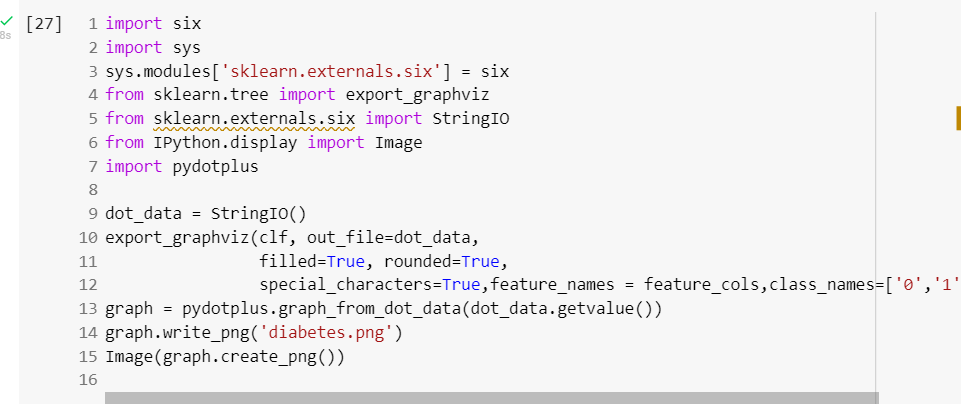 [27] 1 import six
8s 2 import sys
3 sys.modules['sklearn.externals.six'] = six
4 from sklearn.tree import export_graphviz
5 from sklearn.externals.six import StringIO
6 from IPython.display import Image
7 import pydotplus
8
9 dot_data = StringIO()
10 export_graphviz(clf, out_file=dot_data,
11 filled=True, rounded=True,
12 special_characters=True,feature_names = feature_cols,class_names=['0','1'
13 graph = pydotplus.graph_from_dot_data(dot_data.getvalue())
14 graph.write_png('diabetes.png')
15 Image(graph.create_png())
16